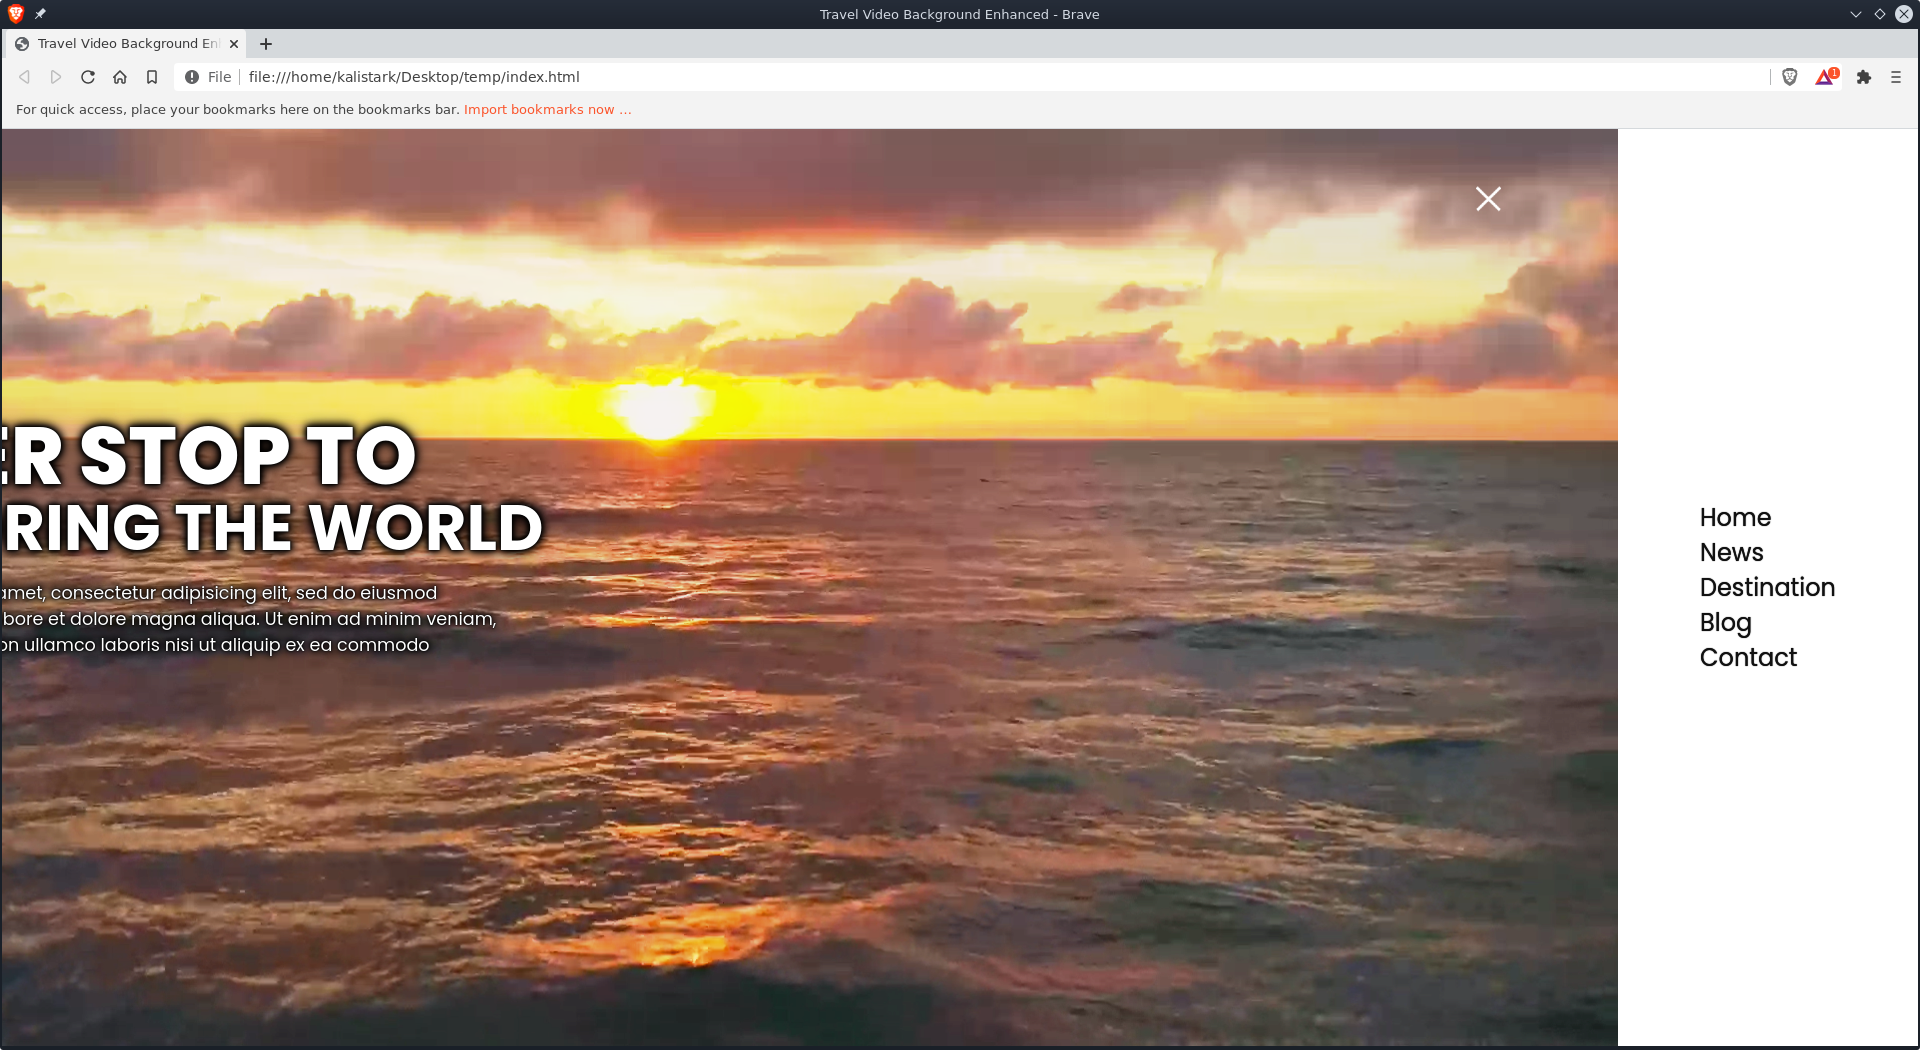 Travel Video Background Enhanced - Brave
Travel Video Background En
File file:///home/kalistark/Desktop/temp/index.html
1
For quick access, place your bookmarks here on the bookmarks bar. Import bookmarks now ...
ER STOP TO
RING THE WORLD
amet, consectetur adipisicing elit, sed do eiusmod
bore et dolore magna aliqua. Ut enim ad minim veniam,
on ullamco laboris nisi ut aliquip ex ea commodo
Home
News
Destination
Blog
Contact